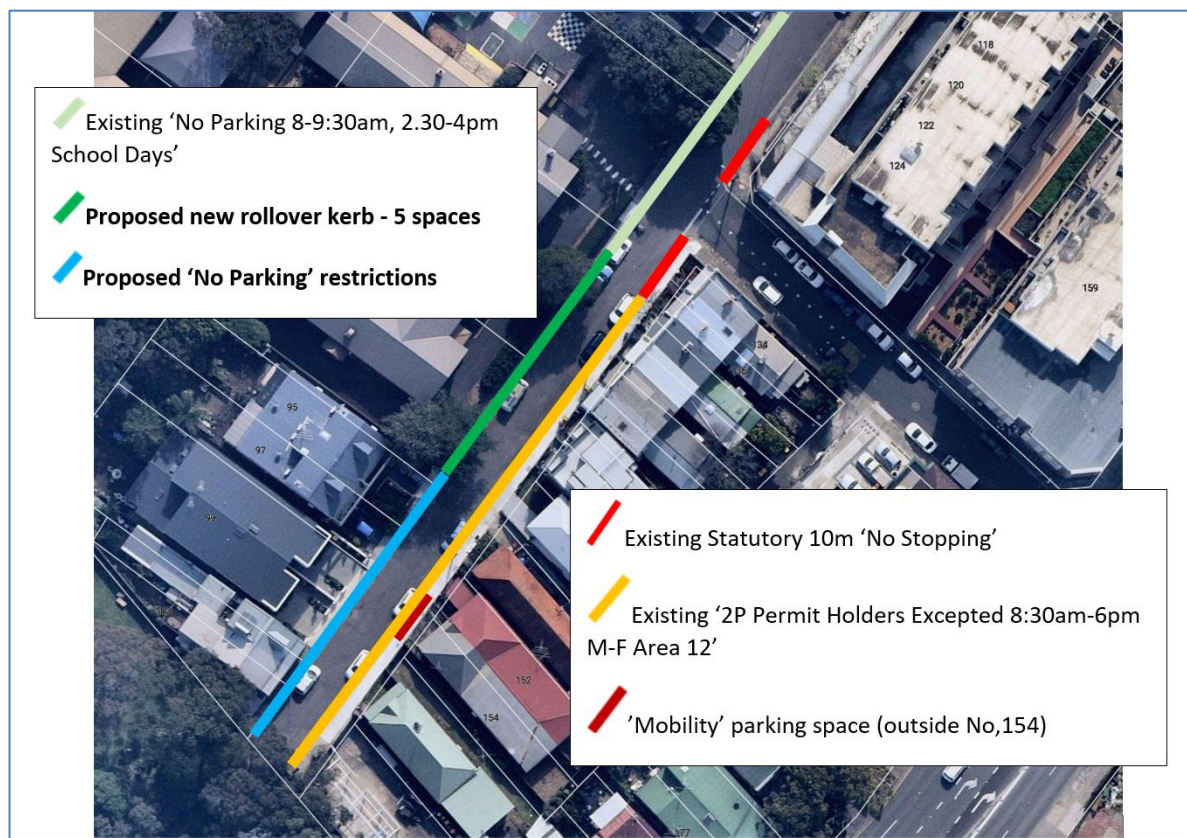 Existing ‘No Parking 8-9:30am, 2.30-4pm
School Days’
Proposed new rollover kerb - 5 spaces
Proposed ‘No Parking’ restrictions
118
120
122
124
159
134
136
95
97
99
Existing Statutory 10m ‘No Stopping’
Existing ‘2P Permit Holders Excepted 8:30am-6pm
M-F Area 12’
’Mobility’ parking space (outside No,154)
152
154